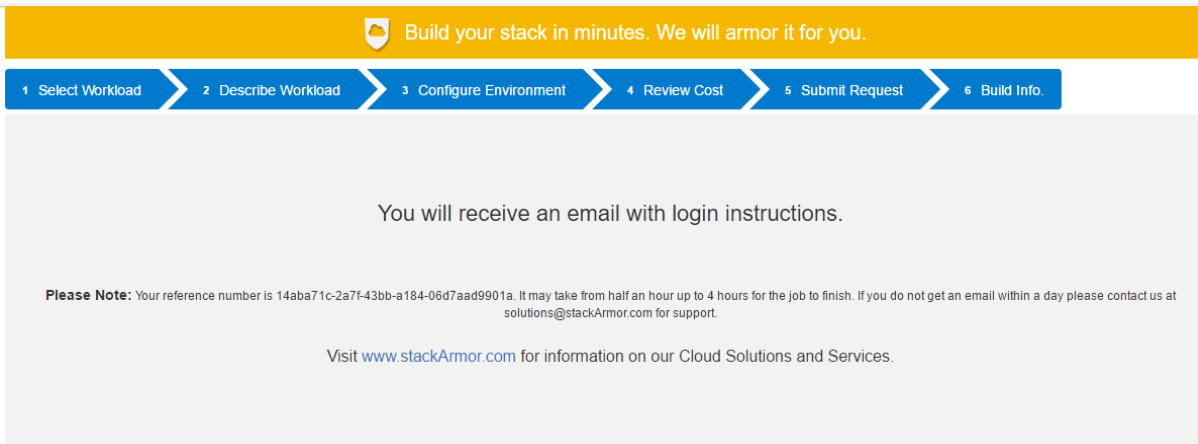 Build your stack in minutes. We will armor it for you.
1 Select Workload 2 Describe Workload 3 Configure Environment 4 Review Cost 5 Submit Request 6 Build Info.
You will receive an email with login instructions.
Please Note: Your reference number is 14aba71c-2a7f-43bb-a184-06d7aad9901a. It may take from half an hour up to 4 hours for the job to finish. If you do not get an email within a day please contact us at
solutions@stackArmor.com for support.
Visit www.stackArmor.com for information on our Cloud Solutions and Services.